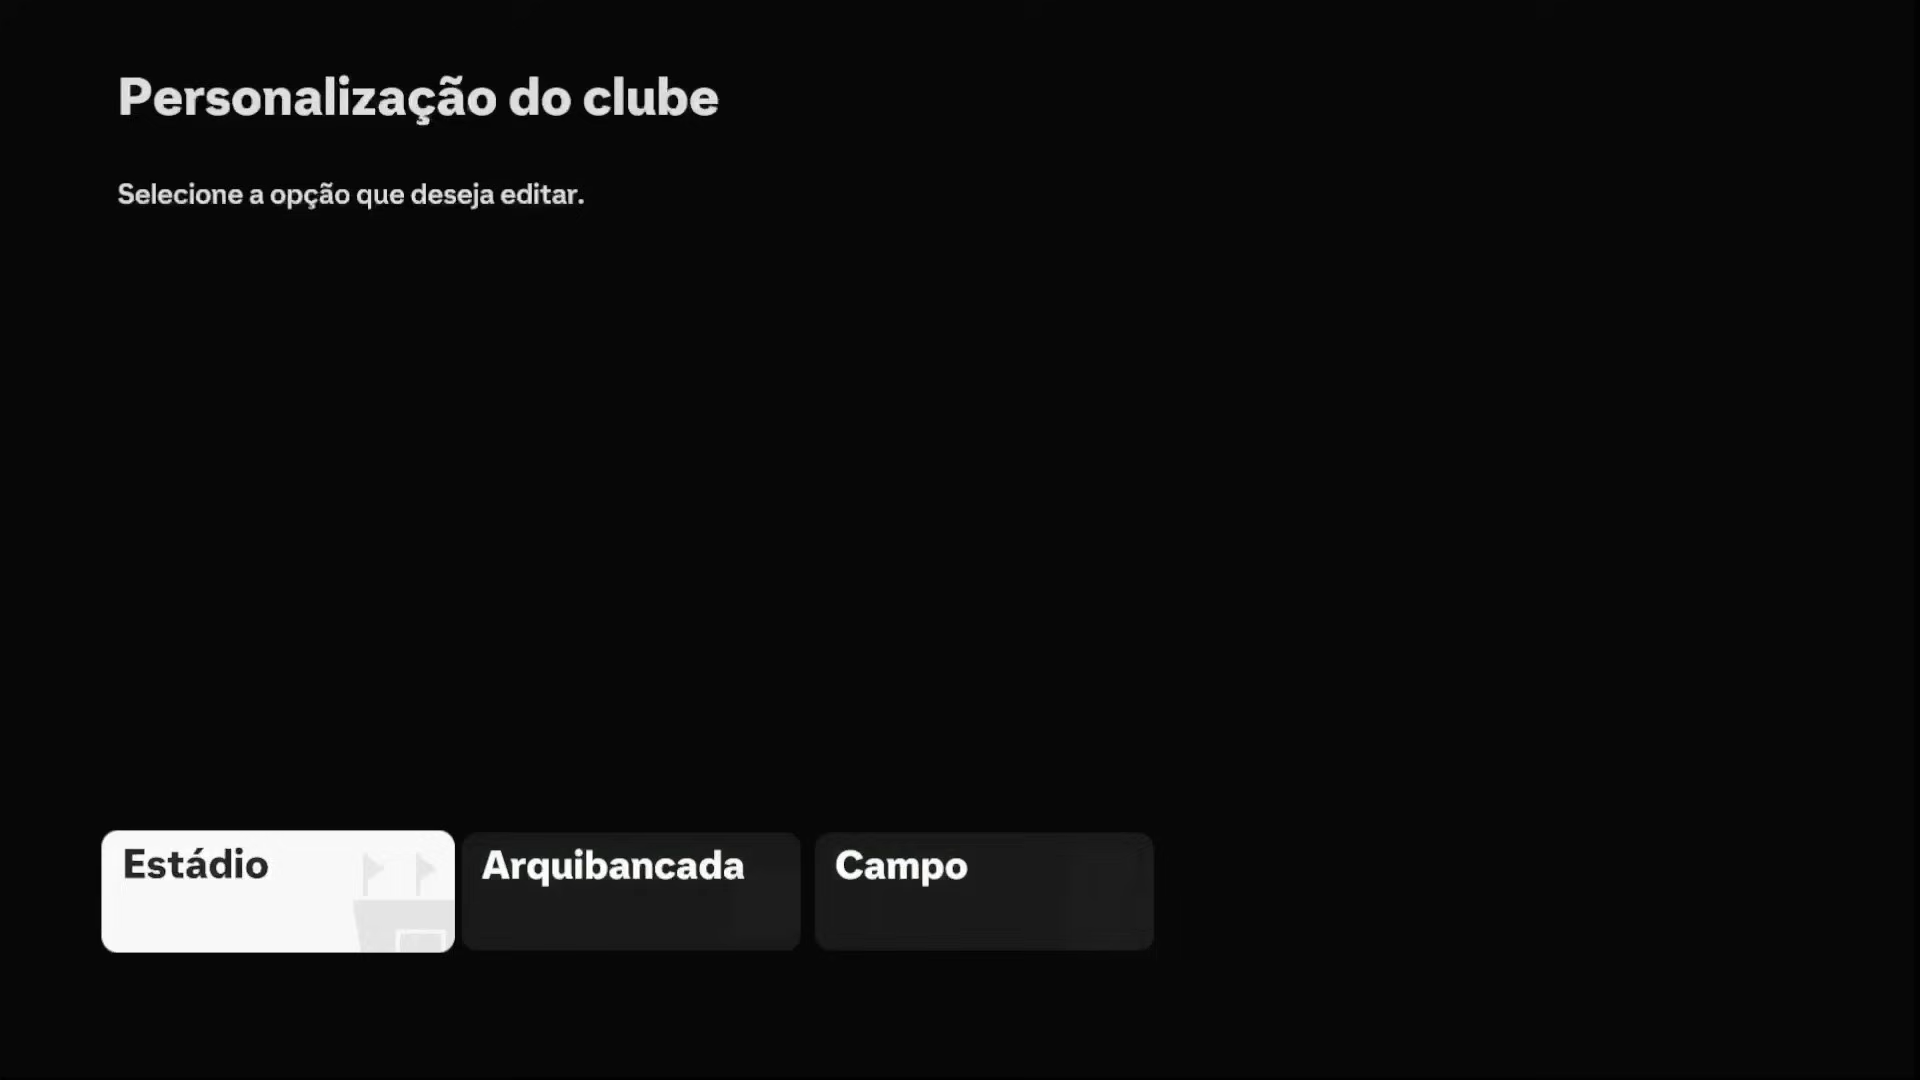 Personalização do clube
Selecione a opção que deseja editar.
Estádio
Arquibancada
Campo